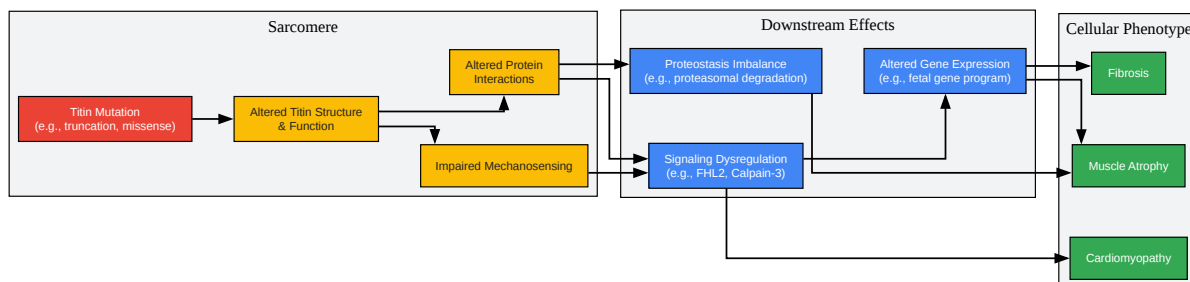 Sarcomere
Titin Mutation
(e.g., truncation, missense)
Altered Titin Structure
& Function
Altered Protein
Interactions
Impaired Mechanosensing
Downstream Effects
Proteostasis Imbalance
(e.g., proteasomal degradation)
Signaling Dysregulation
(e.g., FHL2, Calpain-3)
Altered Gene Expression
(e.g., fetal gene program)
Cellular Phenotype
Fibrosis
Muscle Atrophy
Cardiomyopathy